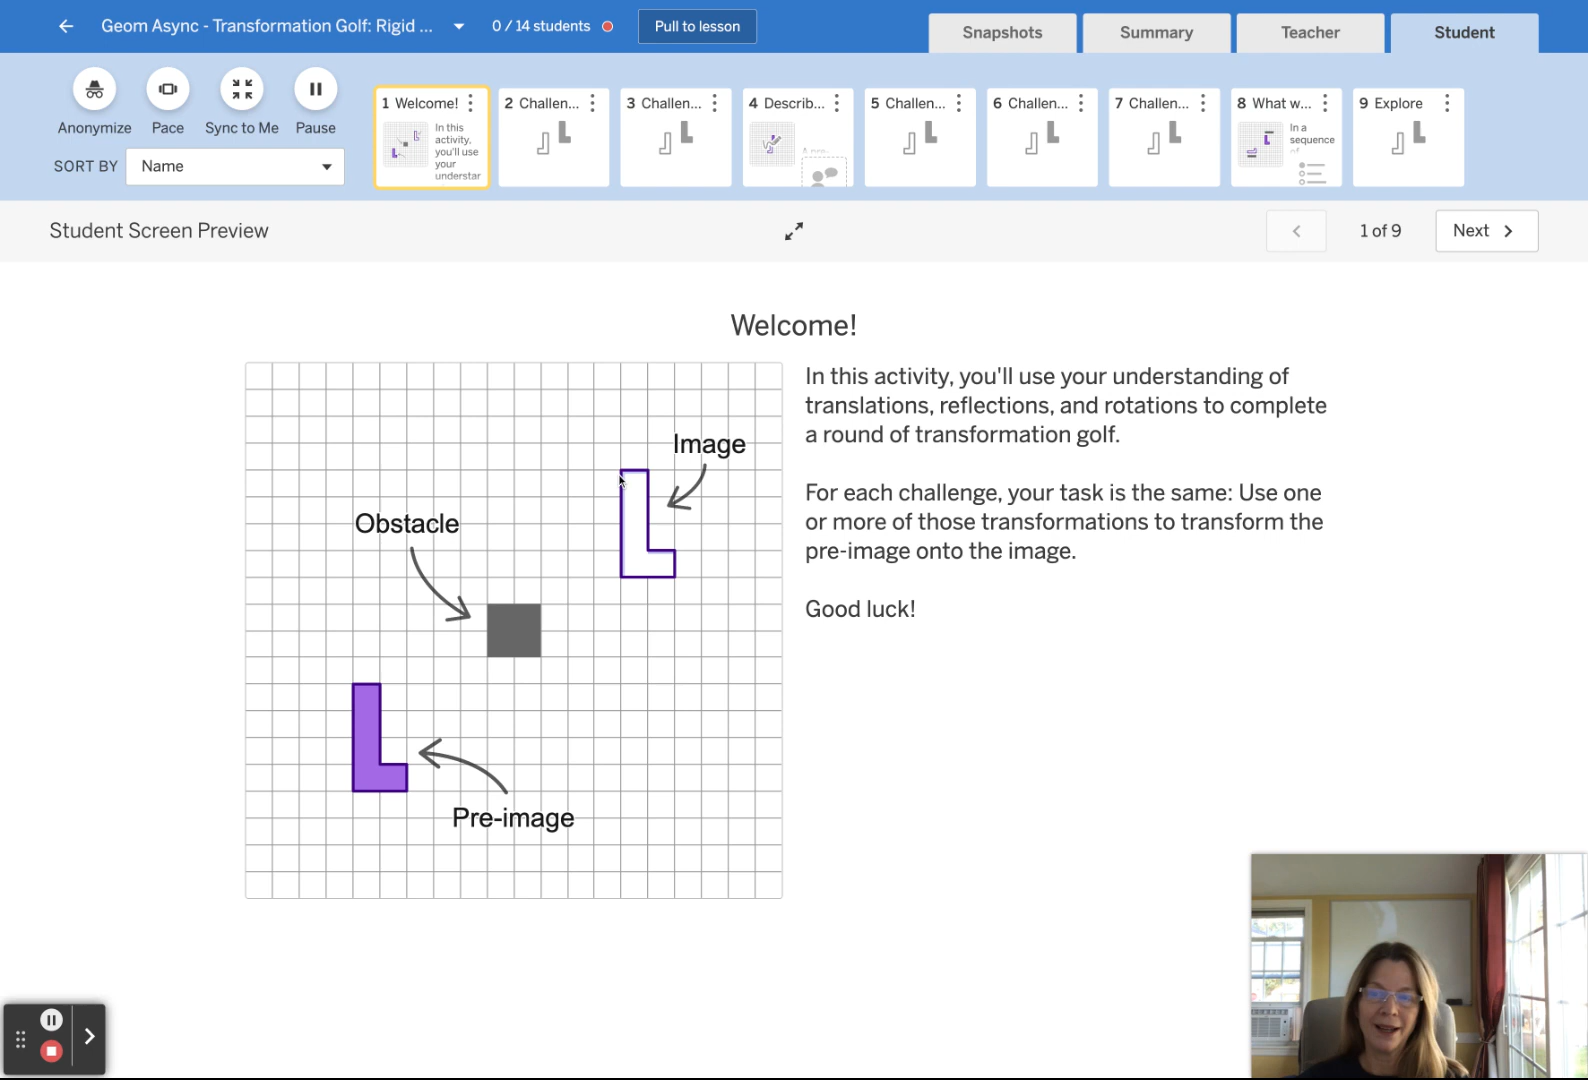 Geom Async - Transformation Golf: Rigid ...
0 / 14 students
Pull to lesson
Snapshots
Summary
Teacher
Student
Anonymize
Pace
Sync to Me
Pause
SORT BY
Name
1 Welcome!
In this
activity,
you'll use
your
understar
2 Challen...
3 Challen...
4 Describ...
5 Challen...
6 Challen...
7 Challen...
8 What w...
In a
sequence
9 Explore
Student Screen Preview
1 of 9
Next
Welcome!
Image
Obstacle
Pre-image
In this activity, you'll use your understanding of
translations, reflections, and rotations to complete
a round of transformation golf.
For each challenge, your task is the same: Use one
or more of those transformations to transform the
pre-image onto the image.
Good luck!